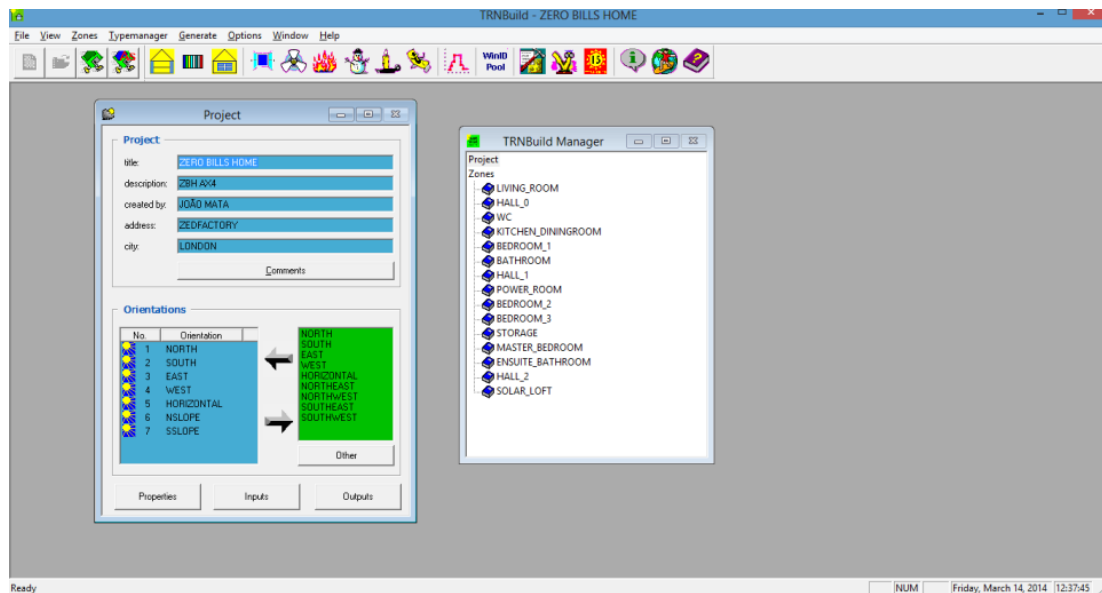 TRNBuild - ZERO BILLS HOME
File View Zones Typemanager Generate Options Window Help
WinID
Pool
Project
Project
title: ZERO BILLS HOME
description: ZBH AX4
created by: JOÃO MATA
address: ZEDFACTORY
city: LONDON
Comments
Orientations
No. Orientation
1 NORTH
2 SOUTH
3 EAST
4 WEST
5 HORIZONTAL
6 NSLOPE
7 SSLOPE
NORTH
SOUTH
EAST
WEST
HORIZONTAL
NORTHEAST
NORTHWEST
SOUTHEAST
SOUTHWEST
Other
Properties Inputs Outputs
TRNBuild Manager
Project
Zones
LIVING_ROOM
HALL_0
WC
KITCHEN_DININGROOM
BEDROOM_1
BATHROOM
HALL_1
POWER_ROOM
BEDROOM_2
BEDROOM_3
STORAGE
MASTER_BEDROOM
ENSUITE_BATHROOM
HALL_2
SOLAR_LOFT
Ready NUM Friday, March 14, 2014 12:37:45